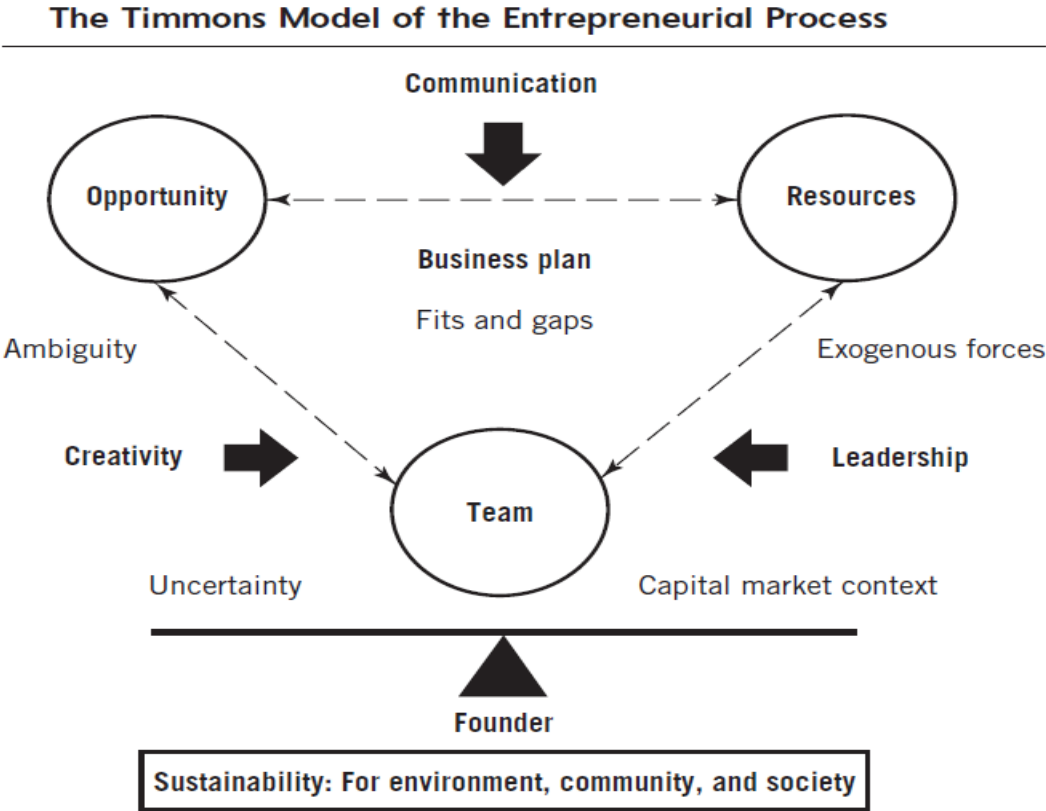 The Timmons Model of the Entrepreneurial Process
Communication
Opportunity
Resources
Business plan
Fits and gaps
Ambiguity
Exogenous forces
Creativity
Leadership
Team
Uncertainty
Capital market context
Founder
Sustainability: For environment, community, and society